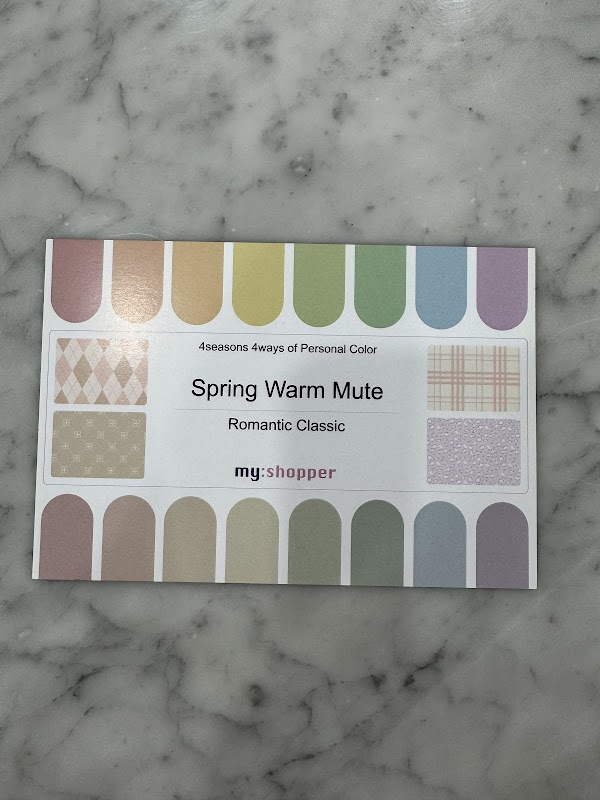 4seasons 4ways of Personal Color
Spring Warm Mute
Romantic Classic
my:shopper